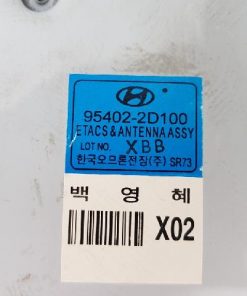 95402-2D100
ETACS & ANTENNA ASSY
LOT NO. XBB
한국오므론전장(주) SR73
백 영 혜
X02